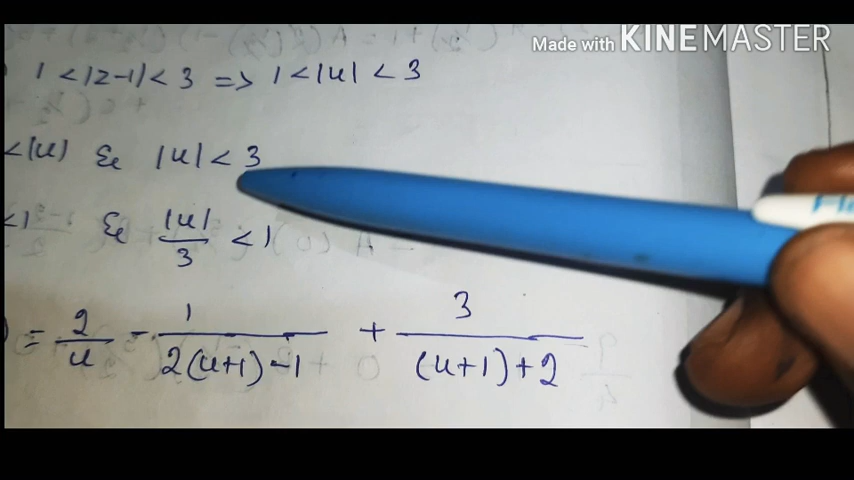 Made with KINEMASTER
1 < |z-1| < 3 => 1 < |u| < 3
< |u| & |u| < 3
< 1 & |u|/3 < 1
) = 2/u - 1/(2(u+1)-1) + 3/((u+1)+2)